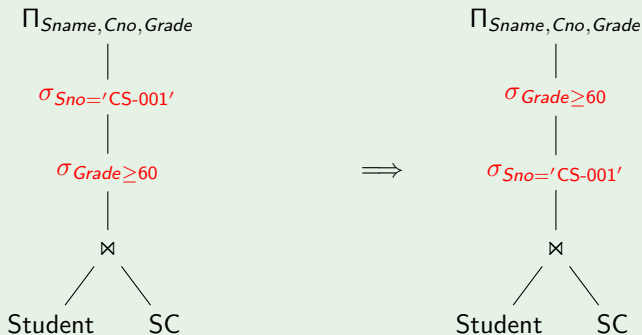 Π_{Sname,Cno,Grade}
σ_{Sno='CS-001'}
σ_{Grade≥60}
⋈
Student SC
⟹
Π_{Sname,Cno,Grade}
σ_{Grade≥60}
σ_{Sno='CS-001'}
⋈
Student SC